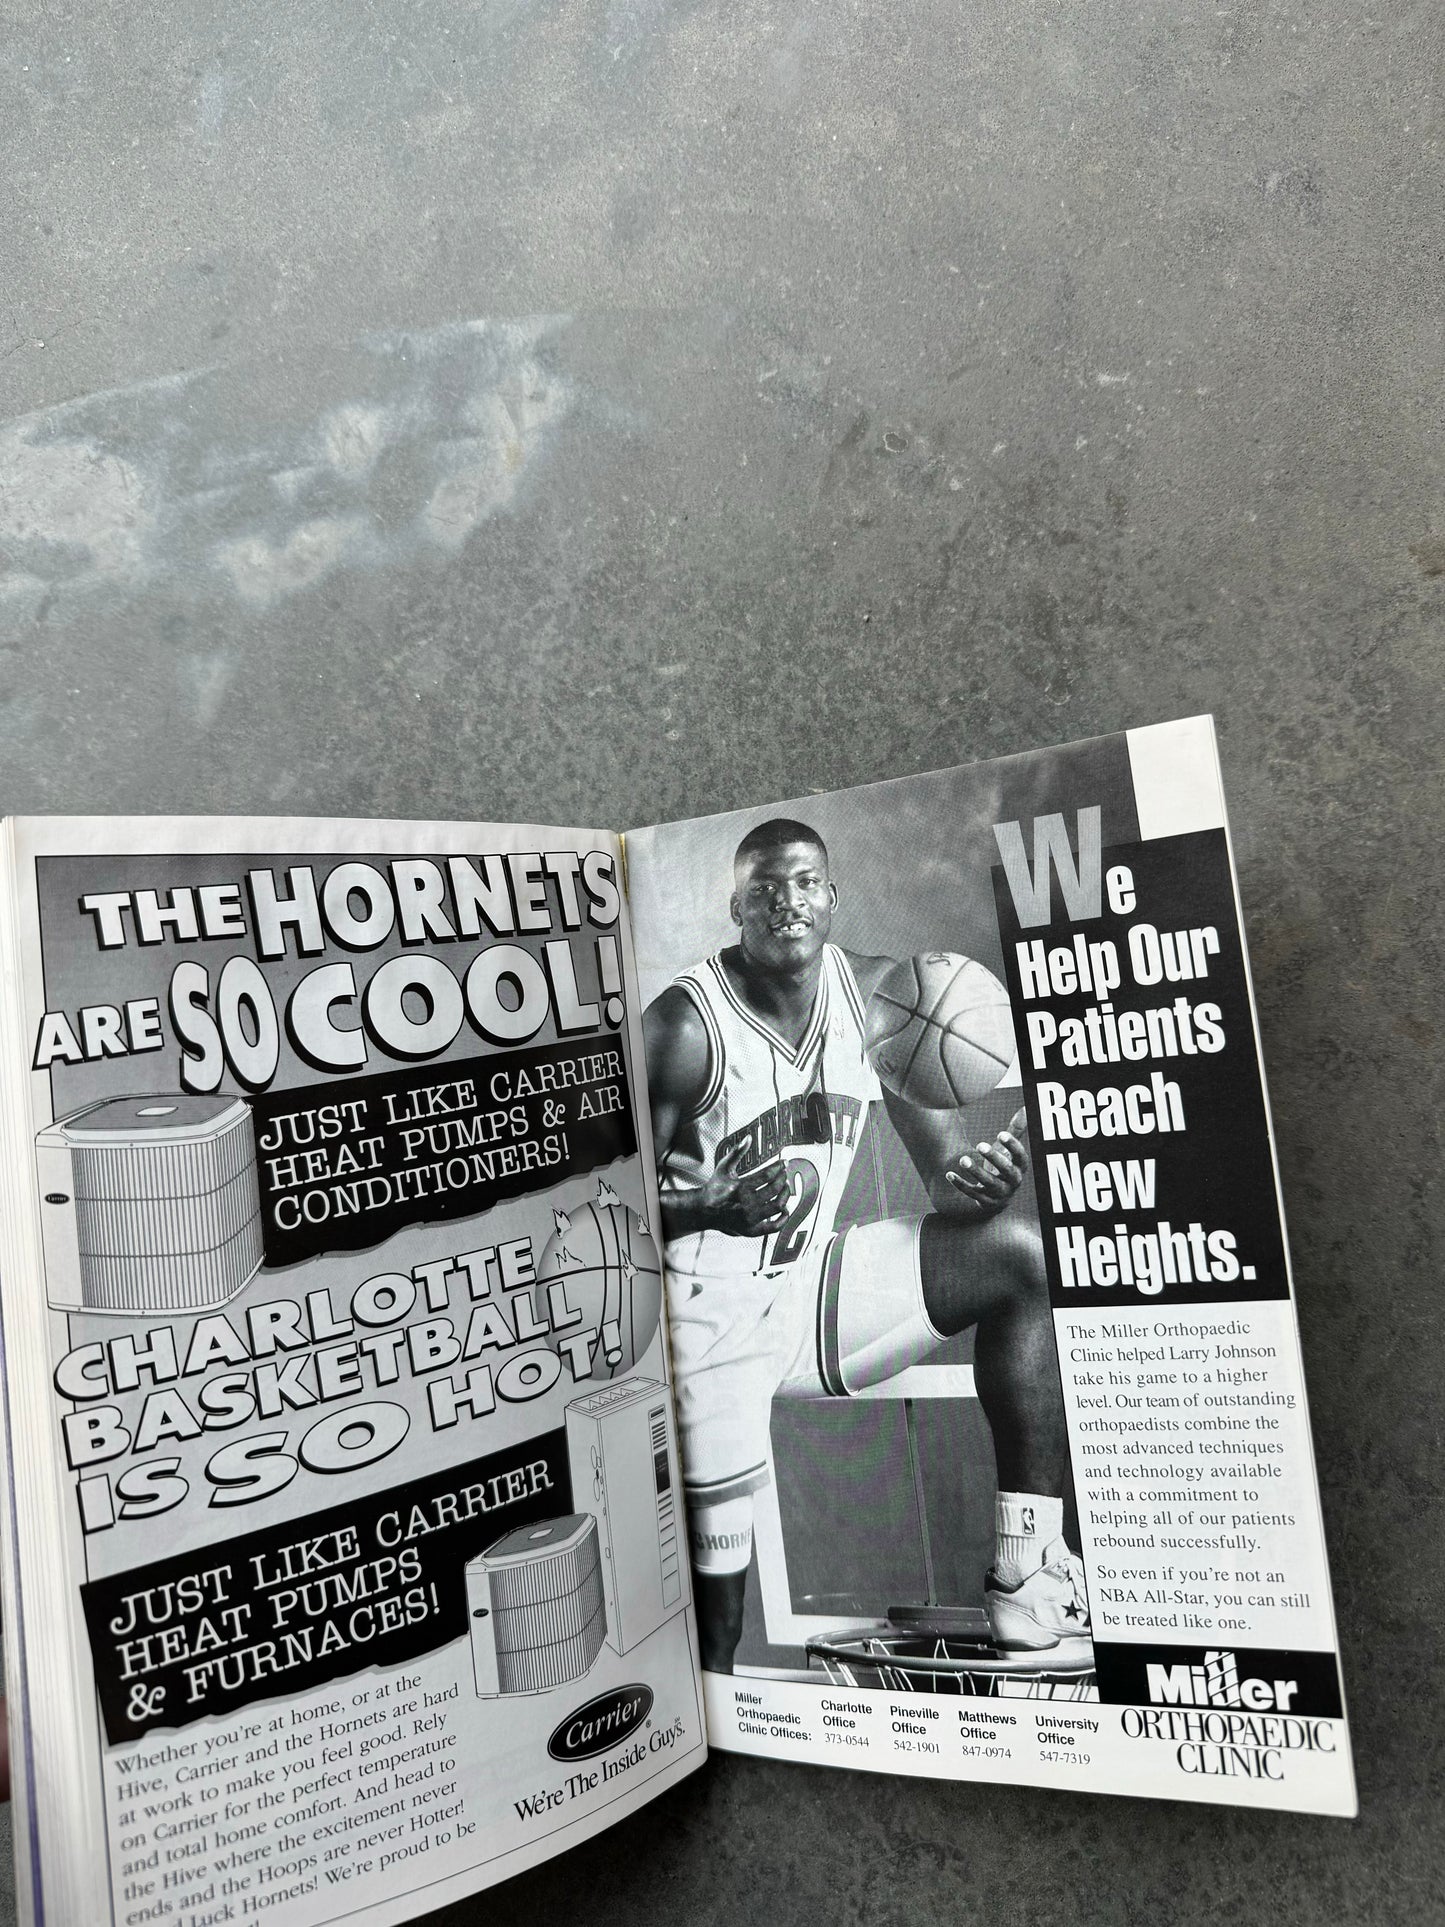 THE HORNETS
ARE SO COOL!
JUST LIKE CARRIER
HEAT PUMPS & AIR
CONDITIONERS!
Carrier
CHARLOTTE
BASKETBALL
IS SO HOT!
JUST LIKE CARRIER
HEAT PUMPS
& FURNACES!
Whether you're at home, or at the
Hive, Carrier and the Hornets are hard
at work to make you feel good. Rely
on Carrier for the perfect temperature
and total home comfort. And head to
the Hive where the excitement never
ends and the Hoops are never Hotter!
Luck Hornets! We're proud to be
Carrier®
We're The Inside Guys.
CHARLOTT
2
HORN
We
Help Our
Patients
Reach
New
Heights.
The Miller Orthopaedic
Clinic helped Larry Johnson
take his game to a higher
level. Our team of outstanding
orthopaedists combine the
most advanced techniques
and technology available
with a commitment to
helping all of our patients
rebound successfully.
So even if you're not an
NBA All-Star, you can still
be treated like one.
Miller
ORTHOPAEDIC
CLINIC
Miller
Orthopaedic
Clinic Offices:
Charlotte
Office
373-0544
Pineville
Office
542-1901
Matthews
Office
847-0974
University
Office
547-7319